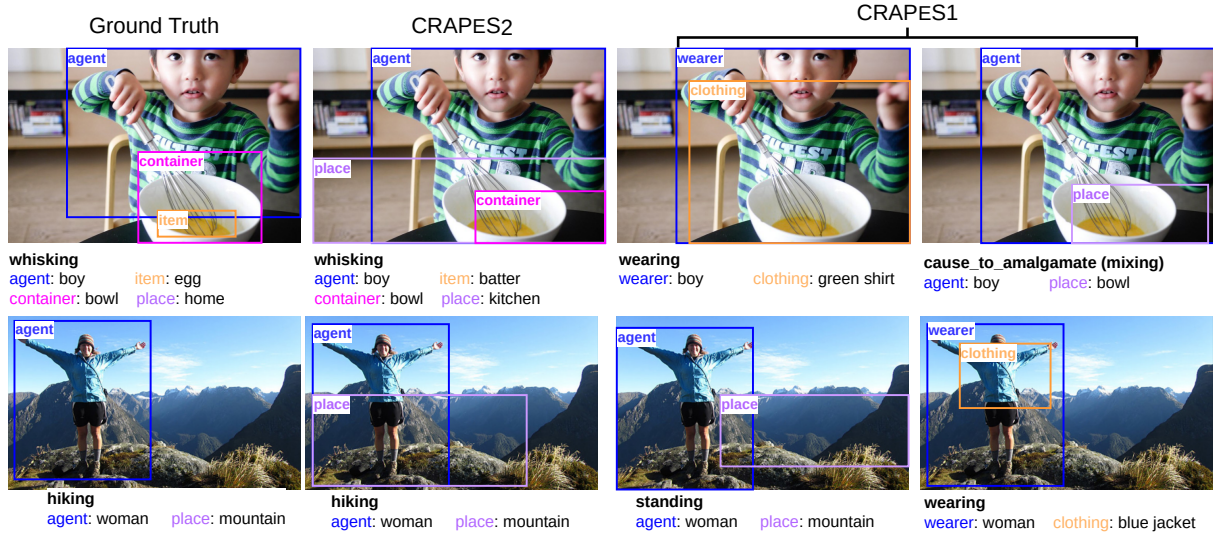 Ground Truth
CRAPES2
CRAPES1
agent
container
item
agent
place
container
wearer
clothing
agent
place
whisking
agent: boy item: egg
container: bowl place: home
whisking
agent: boy item: batter
container: bowl place: kitchen
wearing
wearer: boy clothing: green shirt
cause_to_amalgamate (mixing)
agent: boy place: bowl
agent
agent
place
agent
place
wearer
clothing
hiking
agent: woman place: mountain
hiking
agent: woman place: mountain
standing
agent: woman place: mountain
wearing
wearer: woman clothing: blue jacket